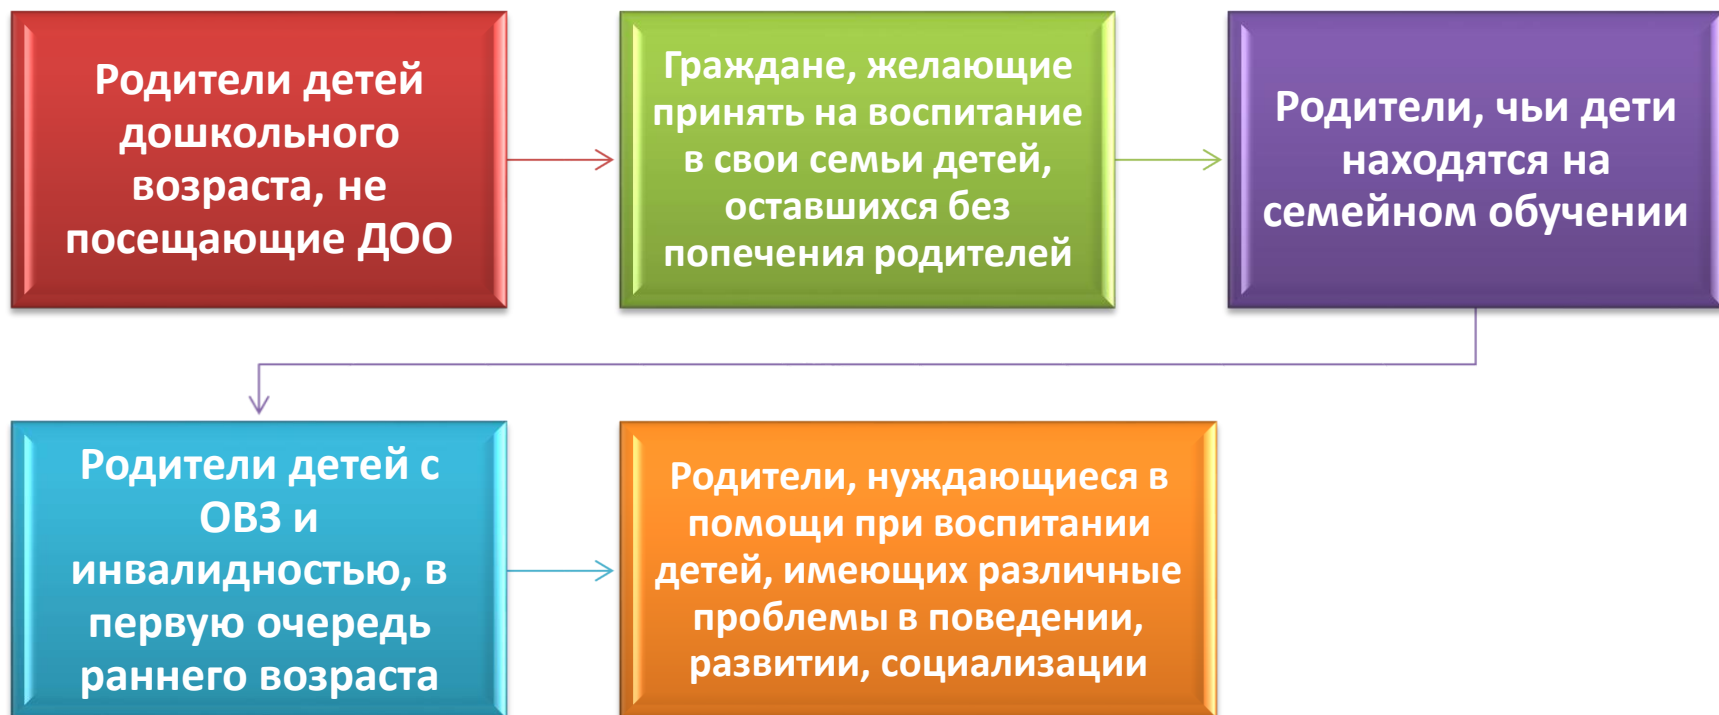 Родители детей
дошкольного
возраста, не
посещающие ДОО
Граждане, желающие
принять на воспитание
в свои семьи детей,
оставшихся без
попечения родителей
Родители, чьи дети
находятся на
семейном обучении
Родители детей с
ОВЗ и
инвалидностью, в
первую очередь
раннего возраста
Родители, нуждающиеся в
помощи при воспитании
детей, имеющих различные
проблемы в поведении,
развитии, социализации